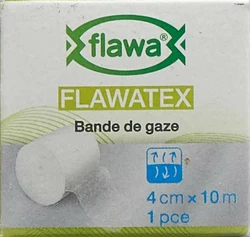 flawa
FLAWATEX
Bande de gaze
4 cm x 10 m
1 pce